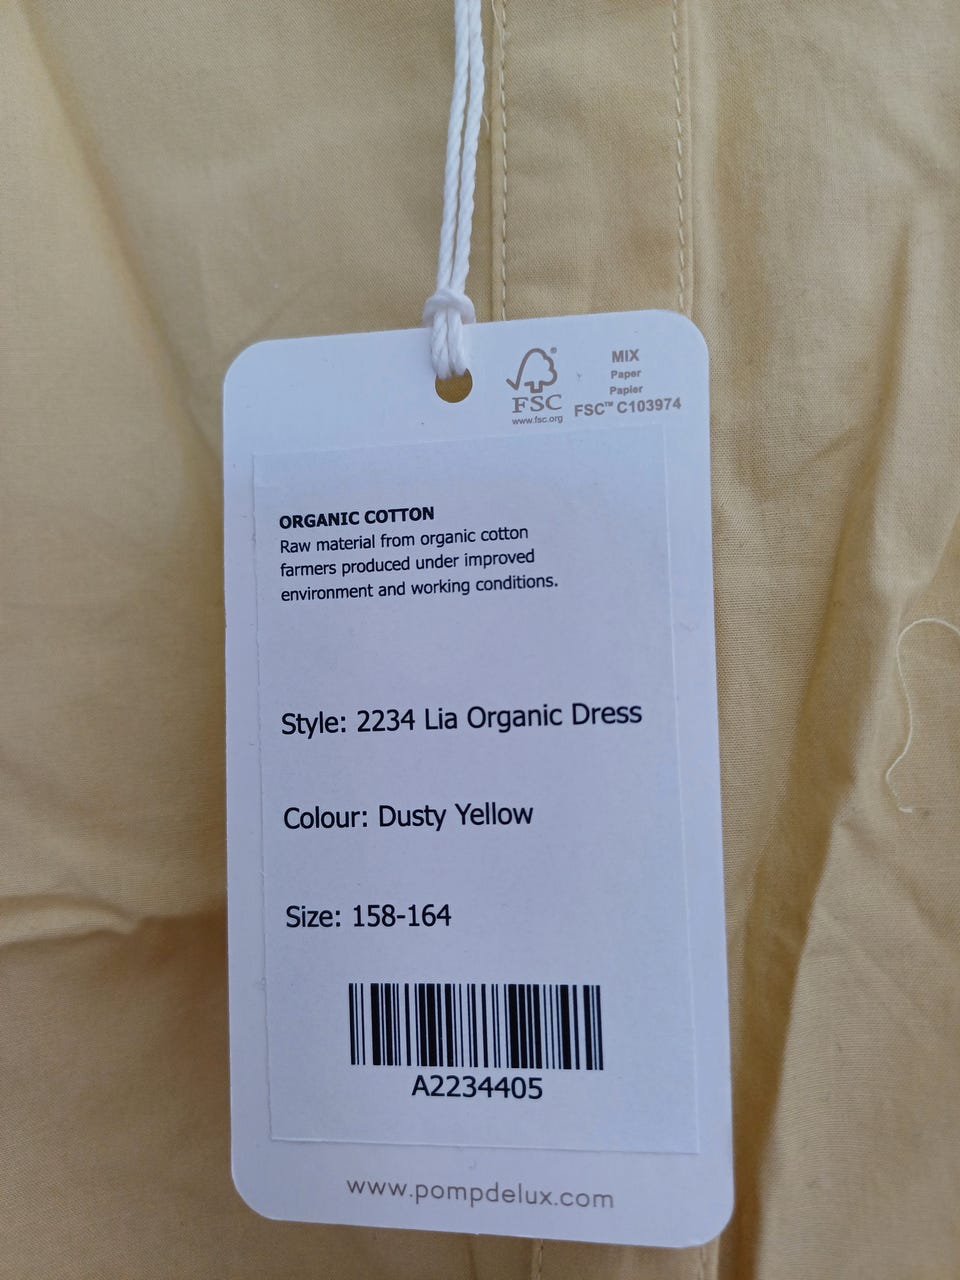 FSC®
www.fsc.org
MIX
Paper
Papier
FSC™ C103974
ORGANIC COTTON
Raw material from organic cotton
farmers produced under improved
environment and working conditions.
Style: 2234 Lia Organic Dress
Colour: Dusty Yellow
Size: 158-164
A2234405
www.pompdelux.com